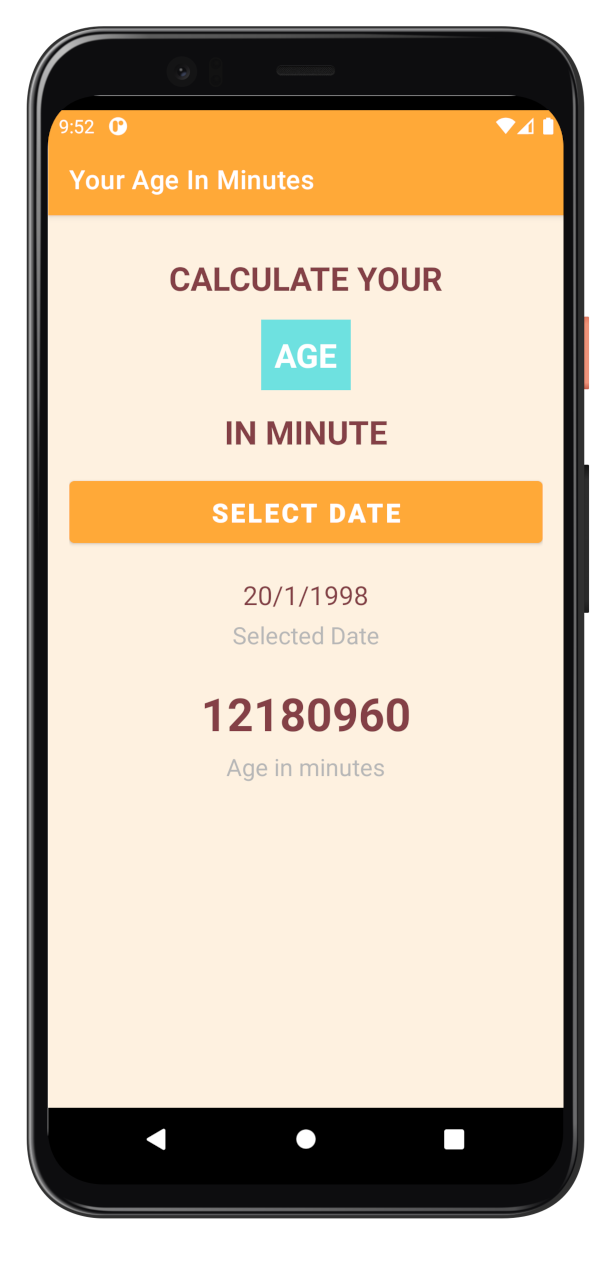 9:52
Your Age In Minutes
CALCULATE YOUR
AGE
IN MINUTE
SELECT DATE
20/1/1998
Selected Date
12180960
Age in minutes